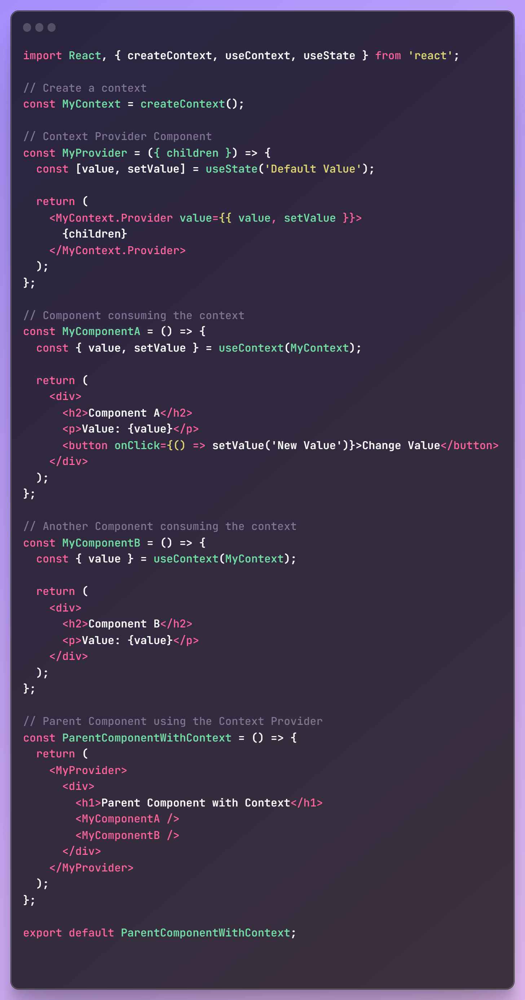 import React, { createContext, useContext, useState } from 'react';

// Create a context
const MyContext = createContext();

// Context Provider Component
const MyProvider = ({ children }) => {
  const [value, setValue] = useState('Default Value');

  return (
    <MyContext.Provider value={{ value, setValue }}>
      {children}
    </MyContext.Provider>
  );
};

// Component consuming the context
const MyComponentA = () => {
  const { value, setValue } = useContext(MyContext);

  return (
    <div>
      <h2>Component A</h2>
      <p>Value: {value}</p>
      <button onClick={() => setValue('New Value')}>Change Value</button>
    </div>
  );
};

// Another Component consuming the context
const MyComponentB = () => {
  const { value } = useContext(MyContext);

  return (
    <div>
      <h2>Component B</h2>
      <p>Value: {value}</p>
    </div>
  );
};

// Parent Component using the Context Provider
const ParentComponentWithContext = () => {
  return (
    <MyProvider>
      <div>
        <h1>Parent Component with Context</h1>
        <MyComponentA />
        <MyComponentB />
      </div>
    </MyProvider>
  );
};

export default ParentComponentWithContext;